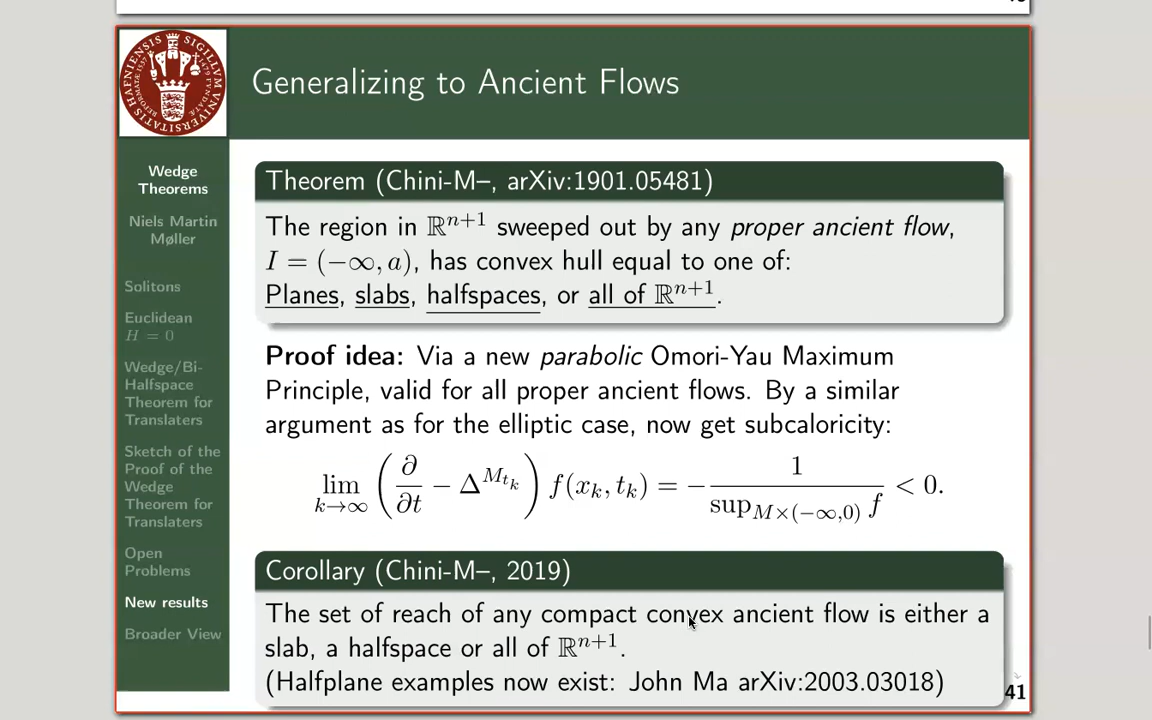 Generalizing to Ancient Flows
Wedge
Theorems
Niels Martin
Møller
Solitons
Euclidean
H = 0
Wedge/Bi-
Halfspace
Theorem for
Translaters
Sketch of the
Proof of the
Wedge
Theorem for
Translaters
Open
Problems
New results
Broader View
Theorem (Chini-M–, arXiv:1901.05481)
The region in ℝⁿ⁺¹ sweped out by any proper ancient flow,
I = (−∞, a), has convex hull equal to one of:
Planes, slabs, halfspaces, or all of ℝⁿ⁺¹.
Proof idea: Via a new parabolic Omori-Yau Maximum
Principle, valid for all proper ancient flows. By a similar
argument as for the elliptic case, now get subcaloricity:
lim_{k→∞} (∂/∂t − Δ^{M_{t_k}}) f(x_k, t_k) = − 1/(sup_{M×(−∞,0)} f) < 0.
Corollary (Chini-M–, 2019)
The set of reach of any compact convex ancient flow is either a
slab, a halfspace or all of ℝⁿ⁺¹.
(Halfplane examples now exist: John Ma arXiv:2003.03018)
41